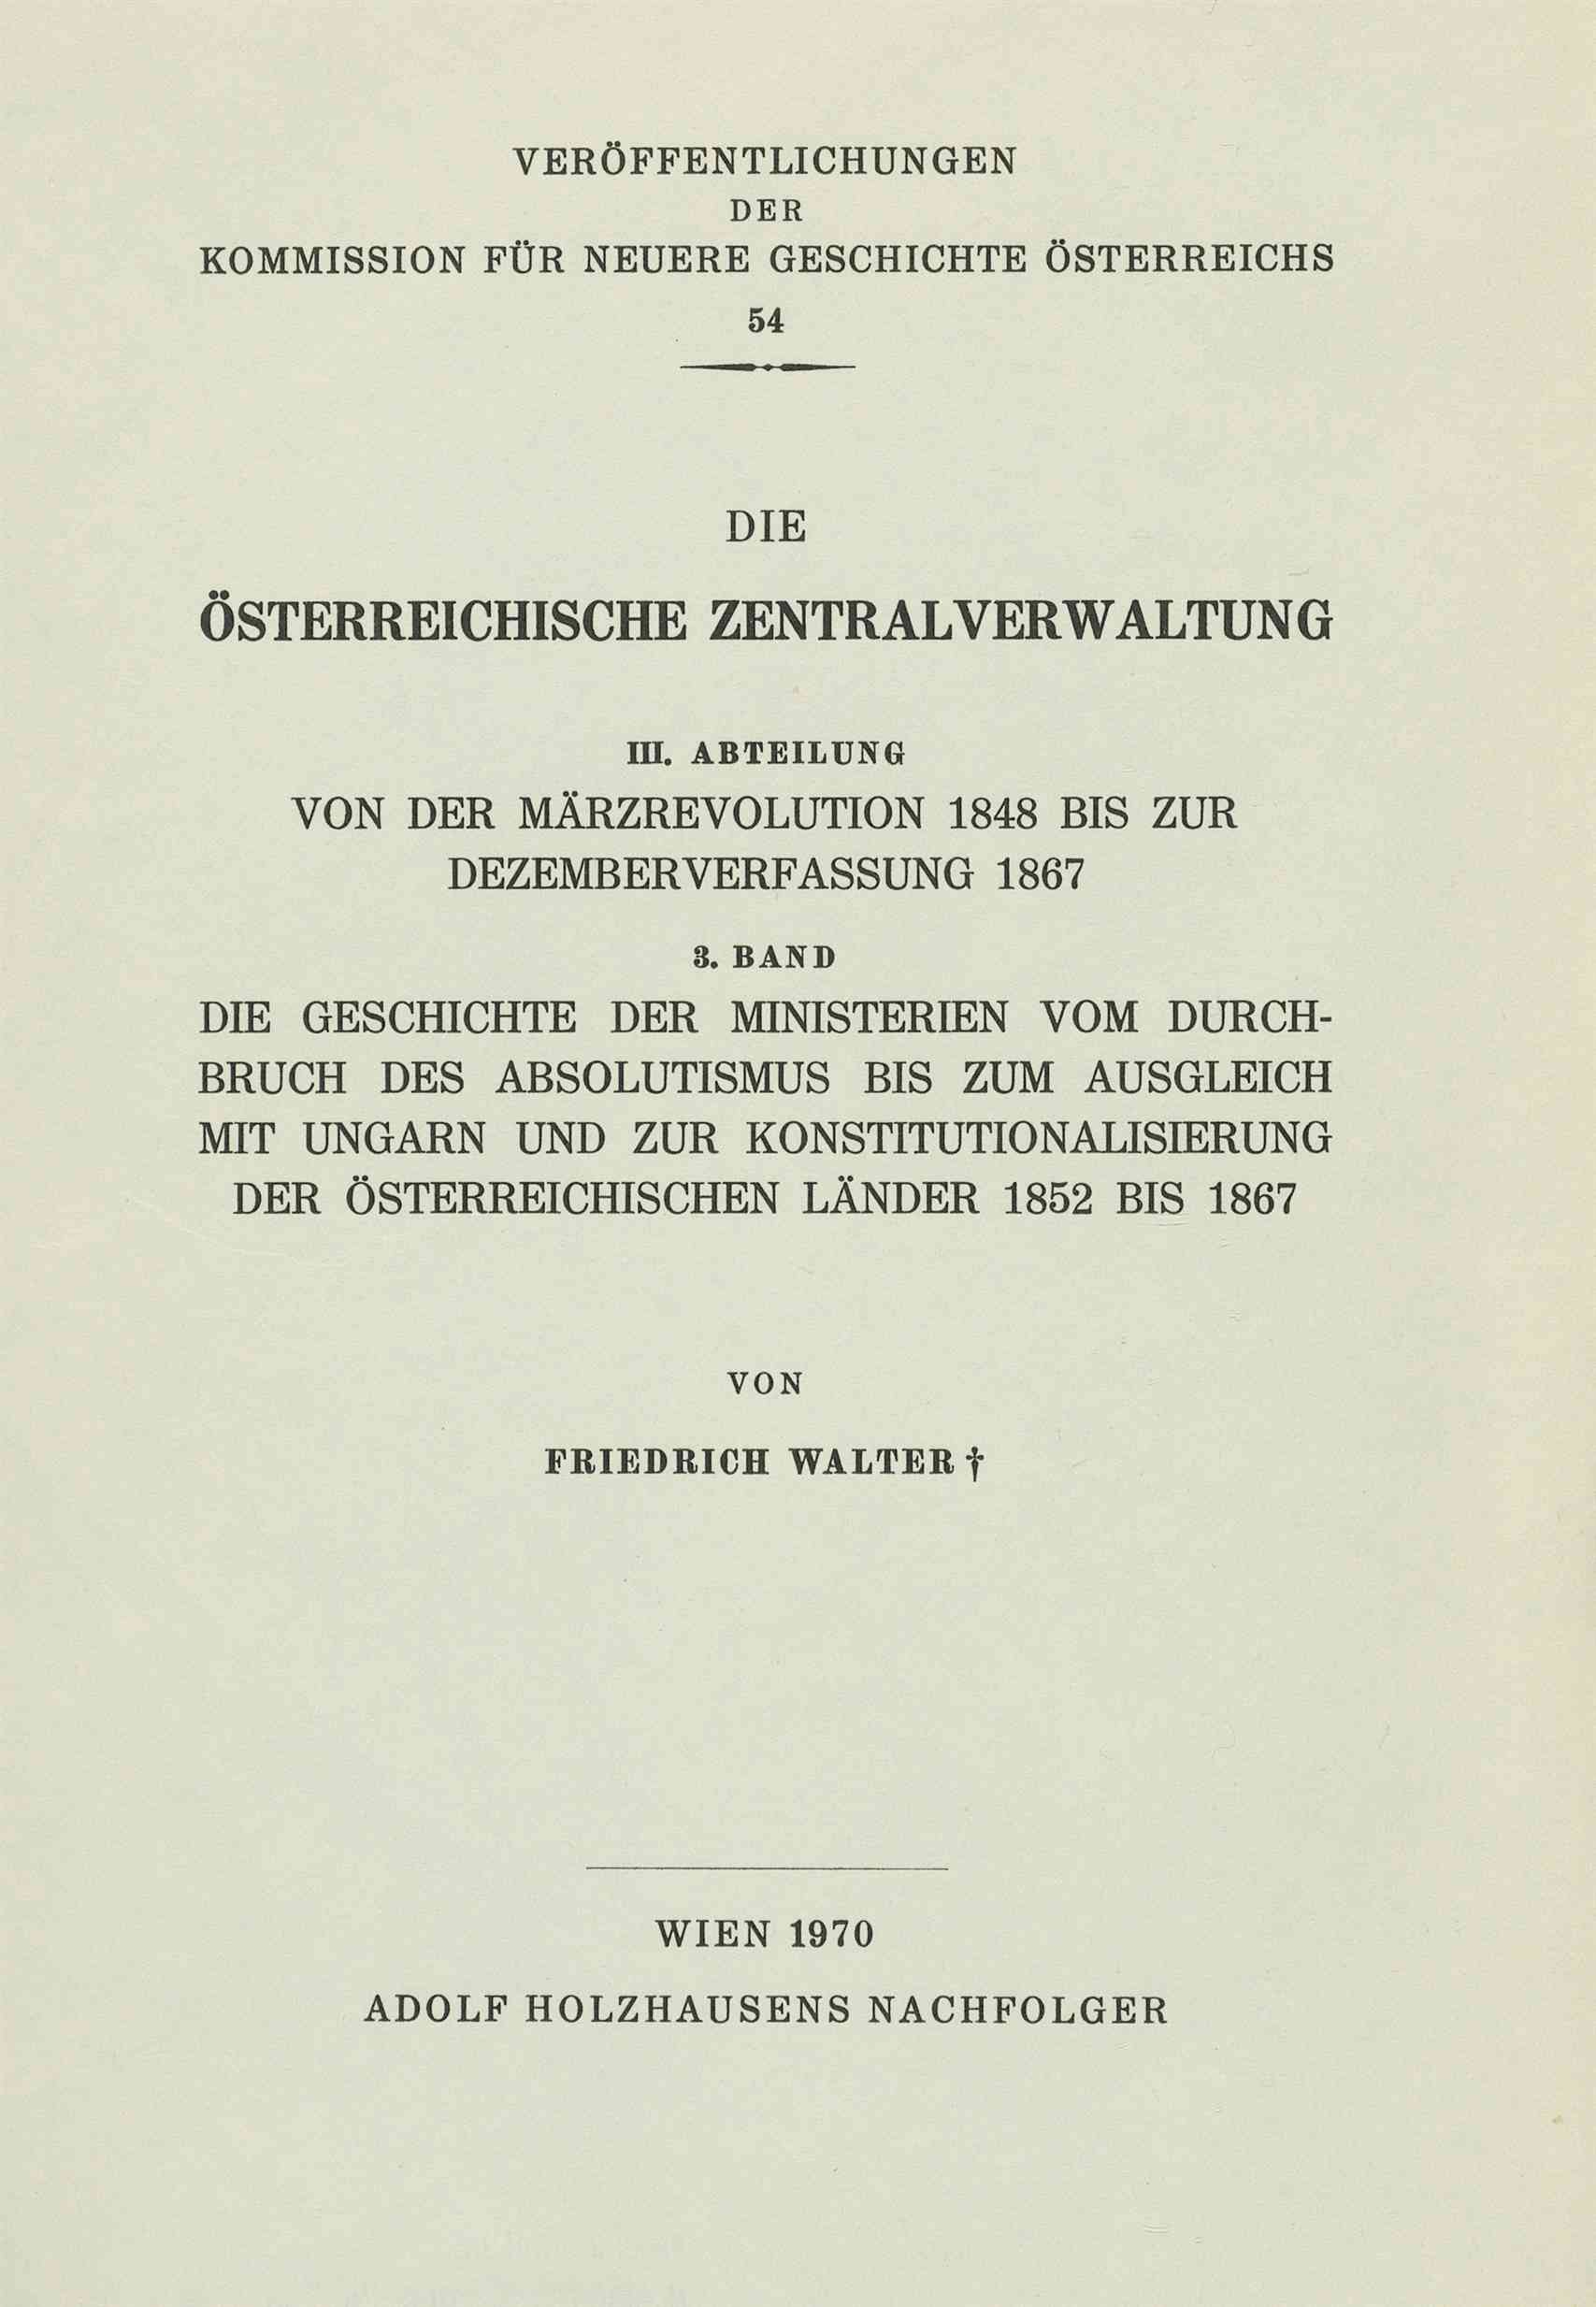 VERÖFFENTLICHUNGEN
DER
KOMMISSION FÜR NEUERE GESCHICHTE ÖSTERREICHS
54
DIE
ÖSTERREICHISCHE ZENTRALVERWALTUNG
III. ABTEILUNG
VON DER MÄRZREVOLUTION 1848 BIS ZUR
DEZEMBERVERFASSUNG 1867
3. BAND
DIE GESCHICHTE DER MINISTERIEN VOM DURCH-
BRUCH DES ABSOLUTISMUS BIS ZUM AUSGLEICH
MIT UNGARN UND ZUR KONSTITUTIONALISIERUNG
DER ÖSTERREICHISCHEN LÄNDER 1852 BIS 1867
VON
FRIEDRICH WALTER †
WIEN 1970
ADOLF HOLZHAUSENS NACHFOLGER